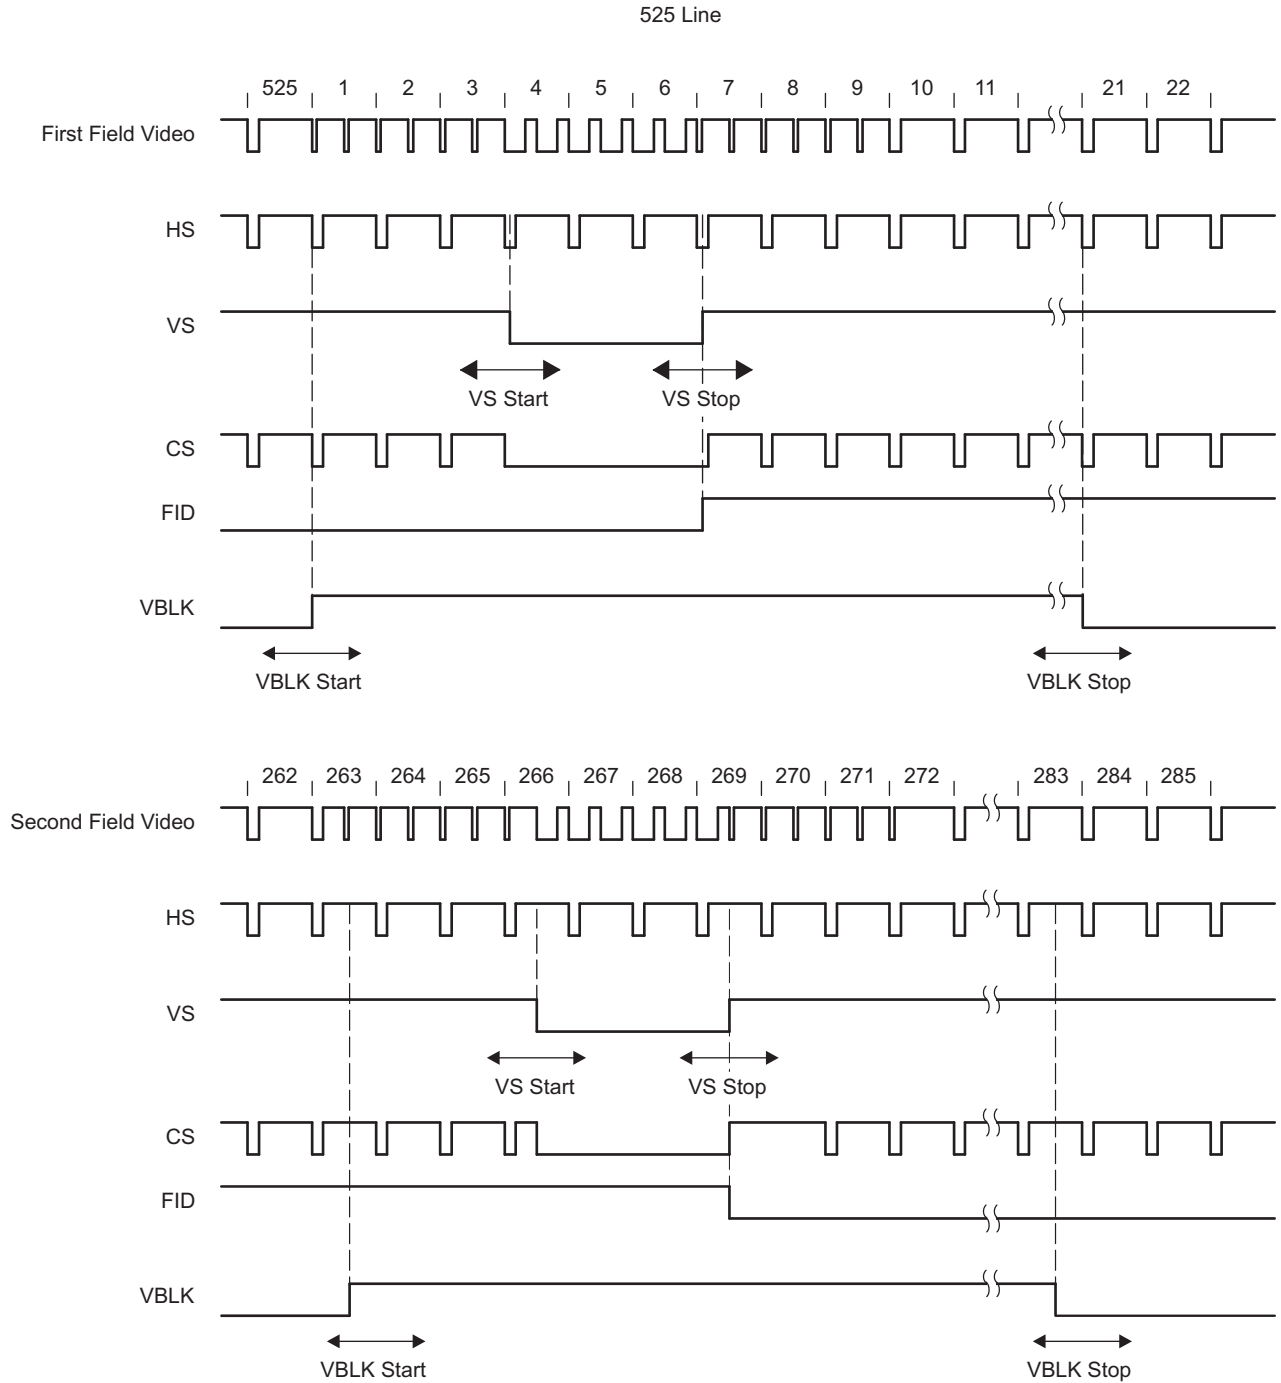 525 Line
525 1 2 3 4 5 6 7 8 9 10 11 21 22
First Field Video
HS
VS
VS Start VS Stop
CS
FID
VBLK
VBLK Start VBLK Stop
262 263 264 265 266 267 268 269 270 271 272 283 284 285
Second Field Video
HS
VS
VS Start VS Stop
CS
FID
VBLK
VBLK Start VBLK Stop